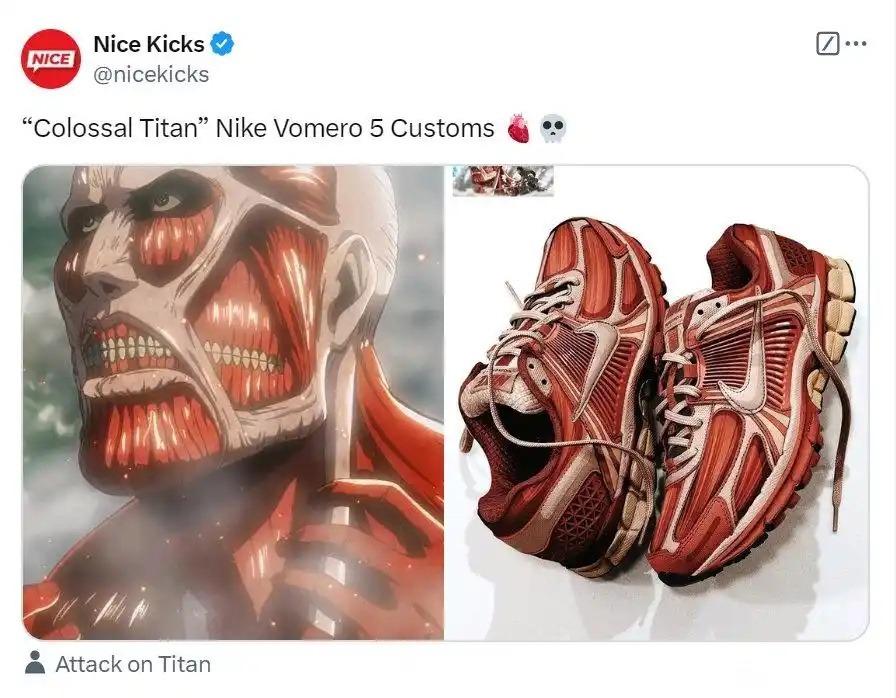 NICE
Nice Kicks
@nicekicks
“Colossal Titan” Nike Vomero 5 Customs 🫀💀
Attack on Titan